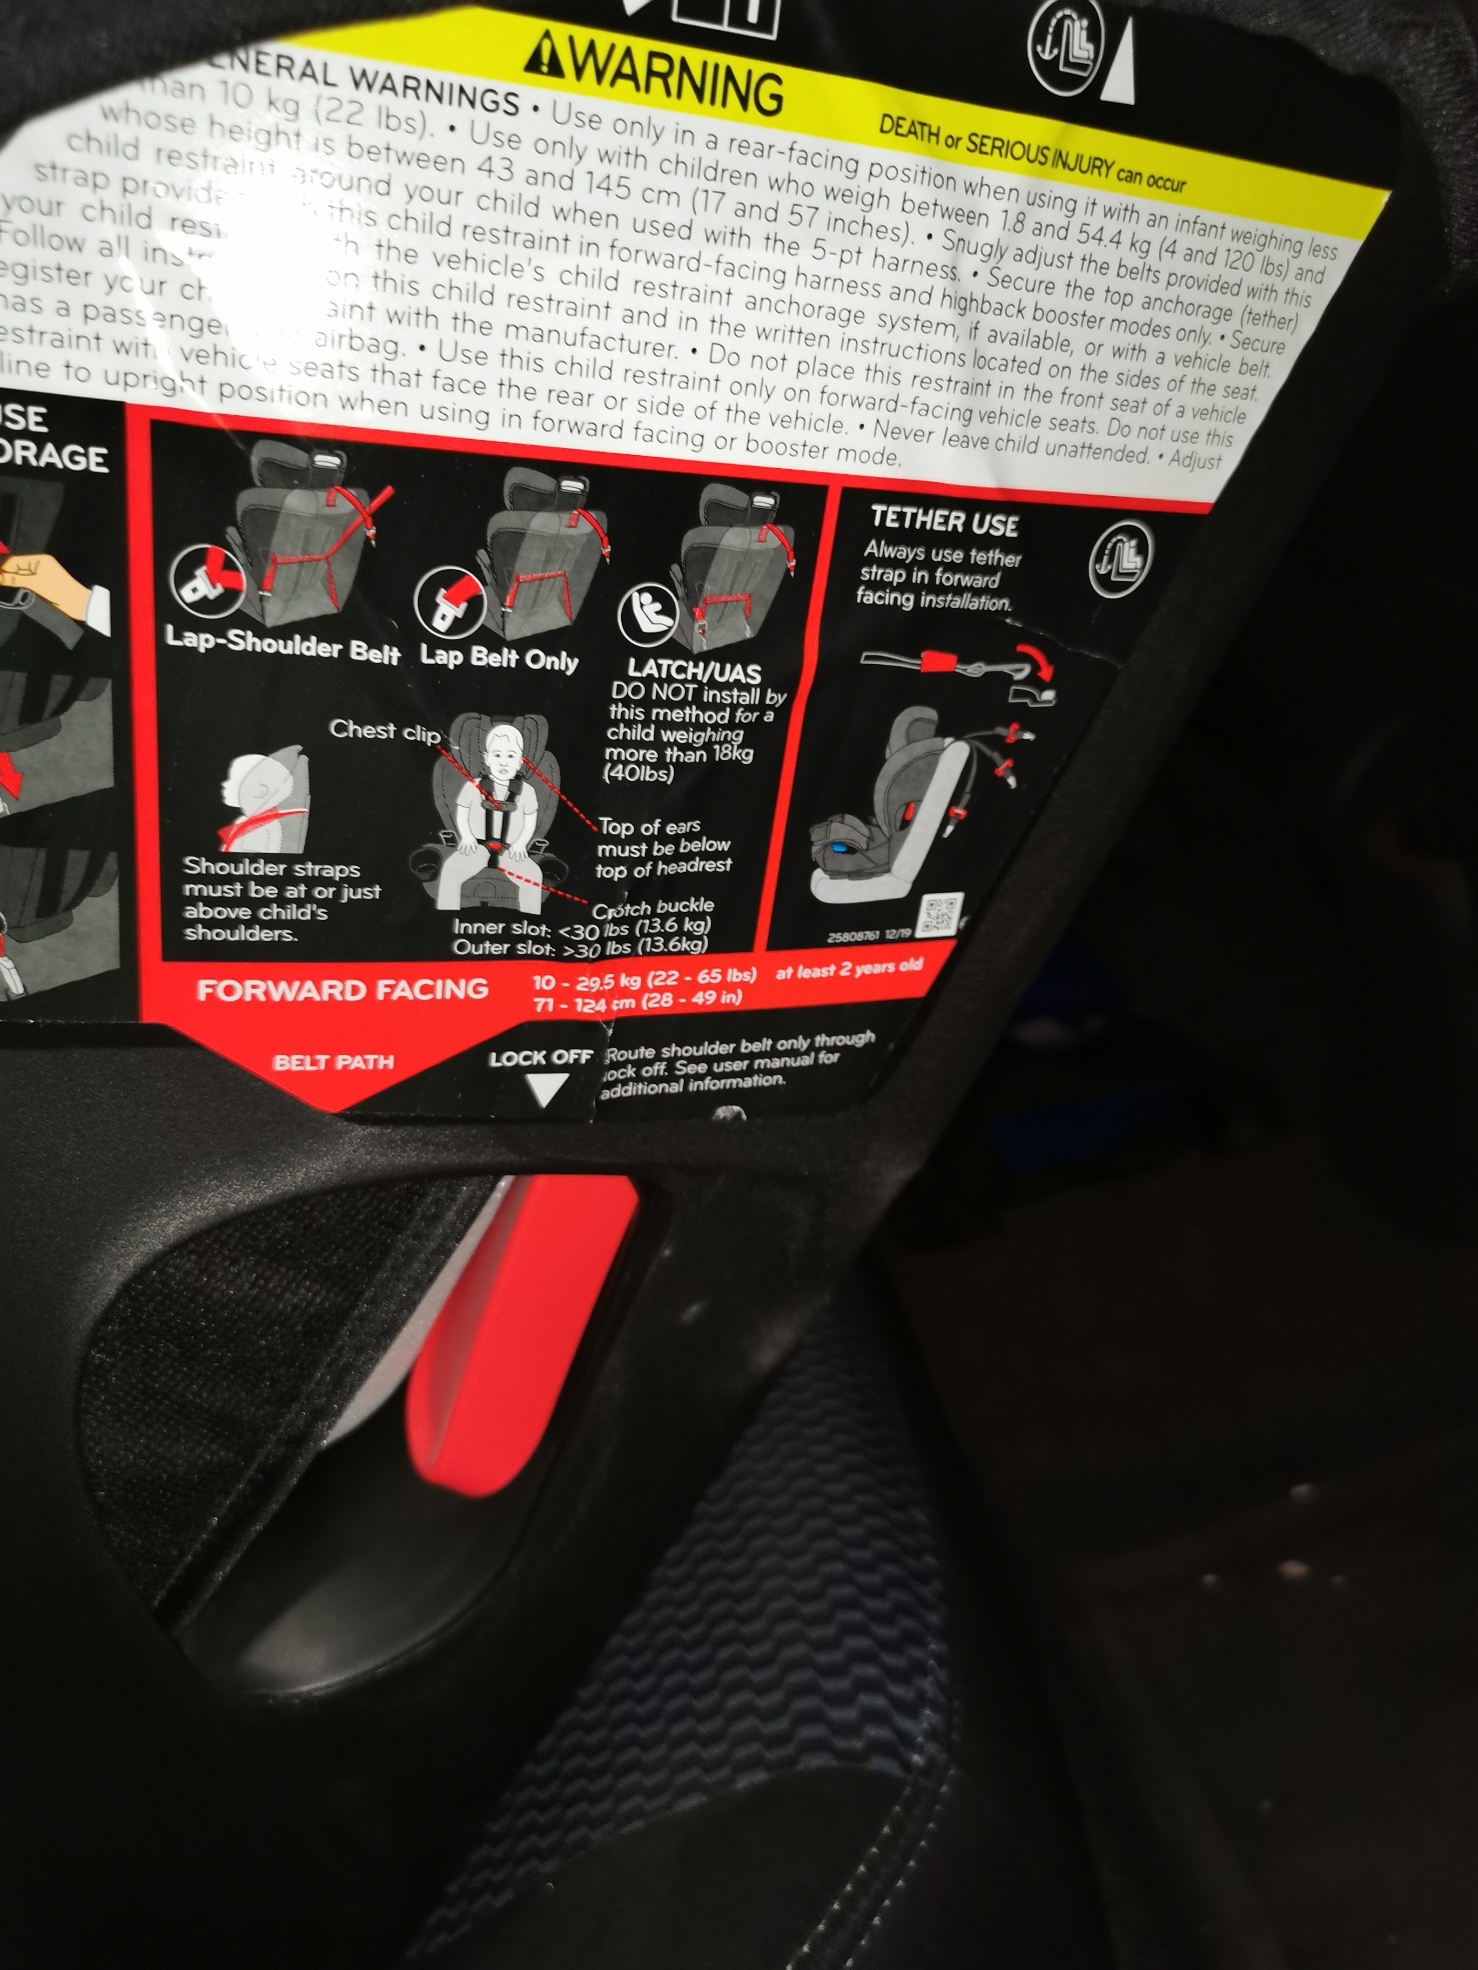 WARNING
DEATH or SERIOUS INJURY can occur
GENERAL WARNINGS • Use only in a rear-facing position when using it with an infant weighing less
than 10 kg (22 lbs). • Use only with children who weigh between 1.8 and 54.4 kg (4 and 120 lbs) and
whose height is between 43 and 145 cm (17 and 57 inches). • Snugly adjust the belts provided with this
child restraint around your child when used with the 5-pt harness. • Secure the top anchorage (tether)
strap this child restraint in forward-facing harness and highback booster modes only. • Secure
your child the vehicle's child restraint anchorage system, if available, or with a vehicle belt.
Follow all on this child restraint and in the written instructions located on the sides of the seat.
with the manufacturer. • Do not place this restraint in the front seat of a vehicle
has a airbag. • Use this child restraint only on forward-facing vehicle seats. Do not use this
restraint with vehicle seats that face the rear or side of the vehicle. • Never leave child unattended. • Adjust
line to upright position when using in forward facing or booster mode.
Lap-Shoulder Belt
Lap Belt Only
LATCH/UAS
DO NOT install by
this method for a
child weighing
more than 18kg
(40lbs)
TETHER USE
Always use tether
strap in forward
facing installation.
Chest clip
Shoulder straps
must be at or just
above child's
shoulders.
Top of ears
must be below
top of headrest
Crotch buckle
Inner slot: <30 lbs (13.6 kg)
Outer slot: >30 lbs (13.6kg)
25808761 12/19
FORWARD FACING
10 - 29.5 kg (22 - 65 lbs) at least 2 years old
71 - 124 cm (28 - 49 in)
BELT PATH
LOCK OFF
Route shoulder belt only through
lock off. See user manual for
additional information.